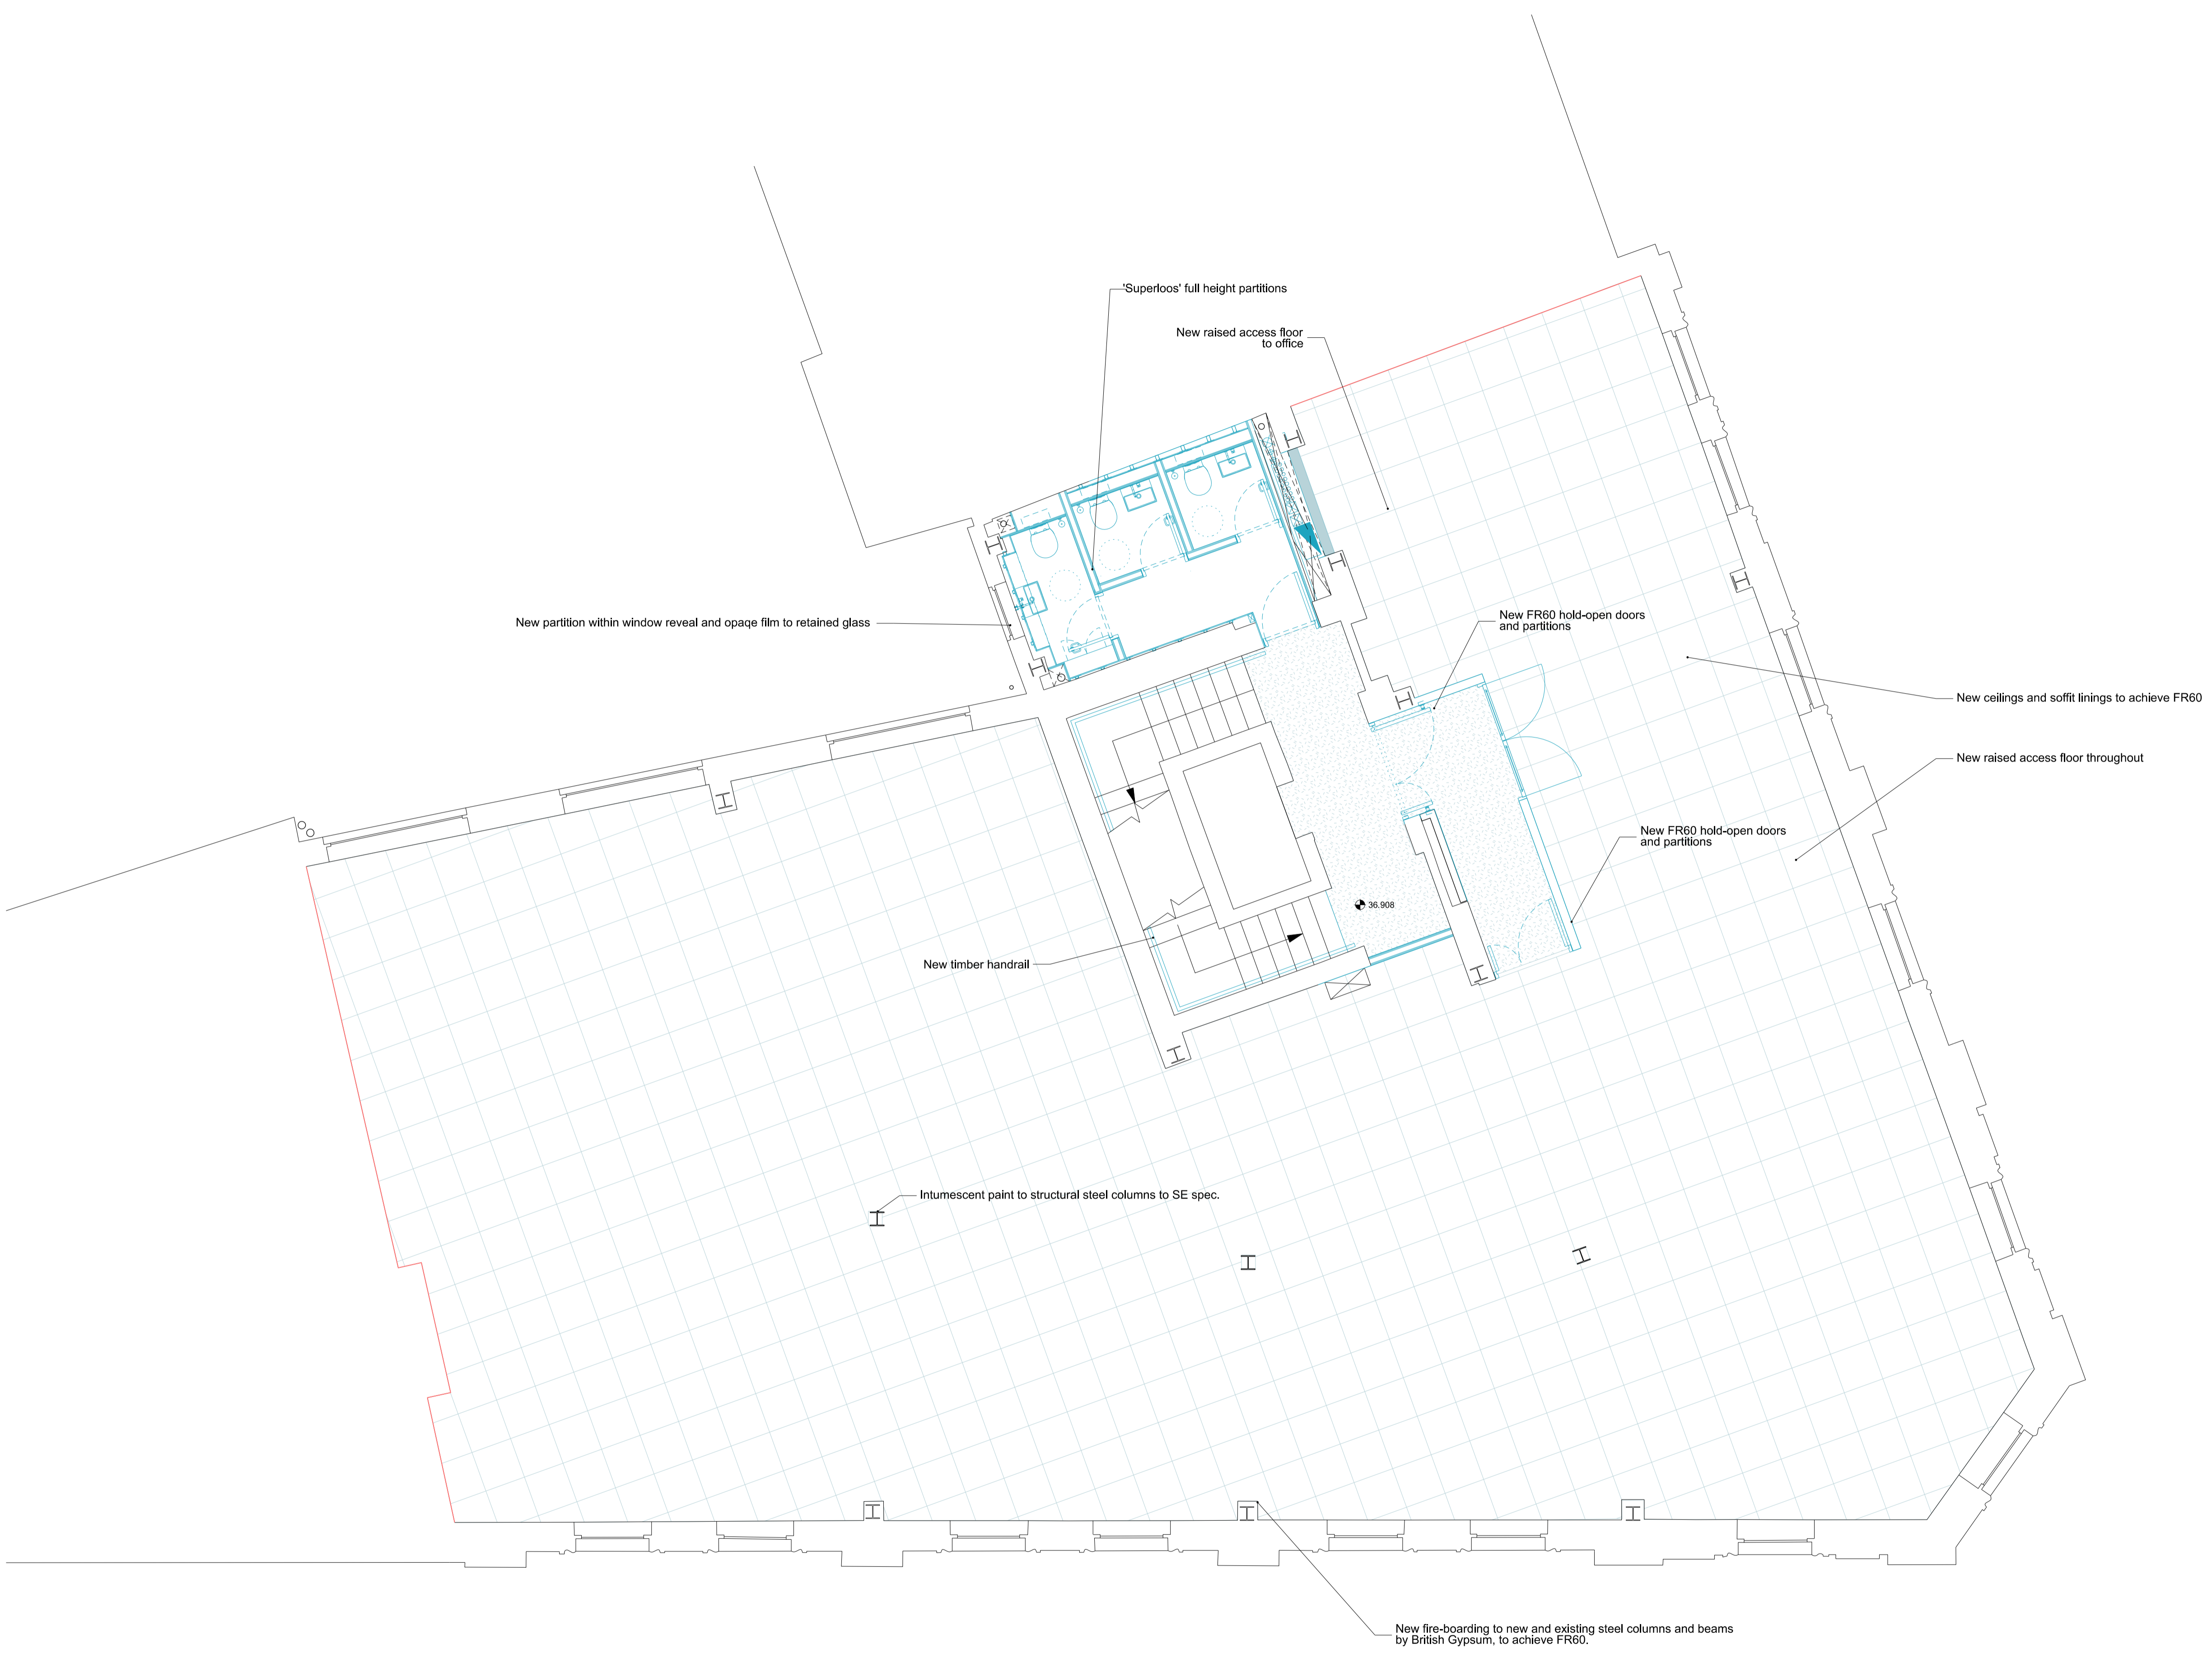 'Superloos' full height partitions
New raised access floor
to office
New partition within window reveal and opaqe film to retained glass
New FR60 hold-open doors
and partitions
New ceilings and soffit linings to achieve FR60
New raised access floor throughout
New FR60 hold-open doors
and partitions
36.908
New timber handrail
Intumescent paint to structural steel columns to SE spec.
New fire-boarding to new and existing steel columns and beams
by British Gypsum, to achieve FR60.